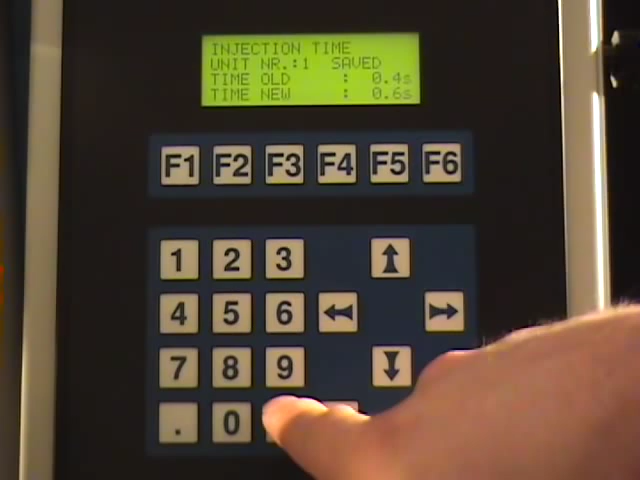 INJECTION TIME
UNIT NR.:1 SAVED
TIME OLD : 0.4s
TIME NEW : 0.6s
F1 F2 F3 F4 F5 F6
1 2 3
4 5 6
7 8 9
. 0